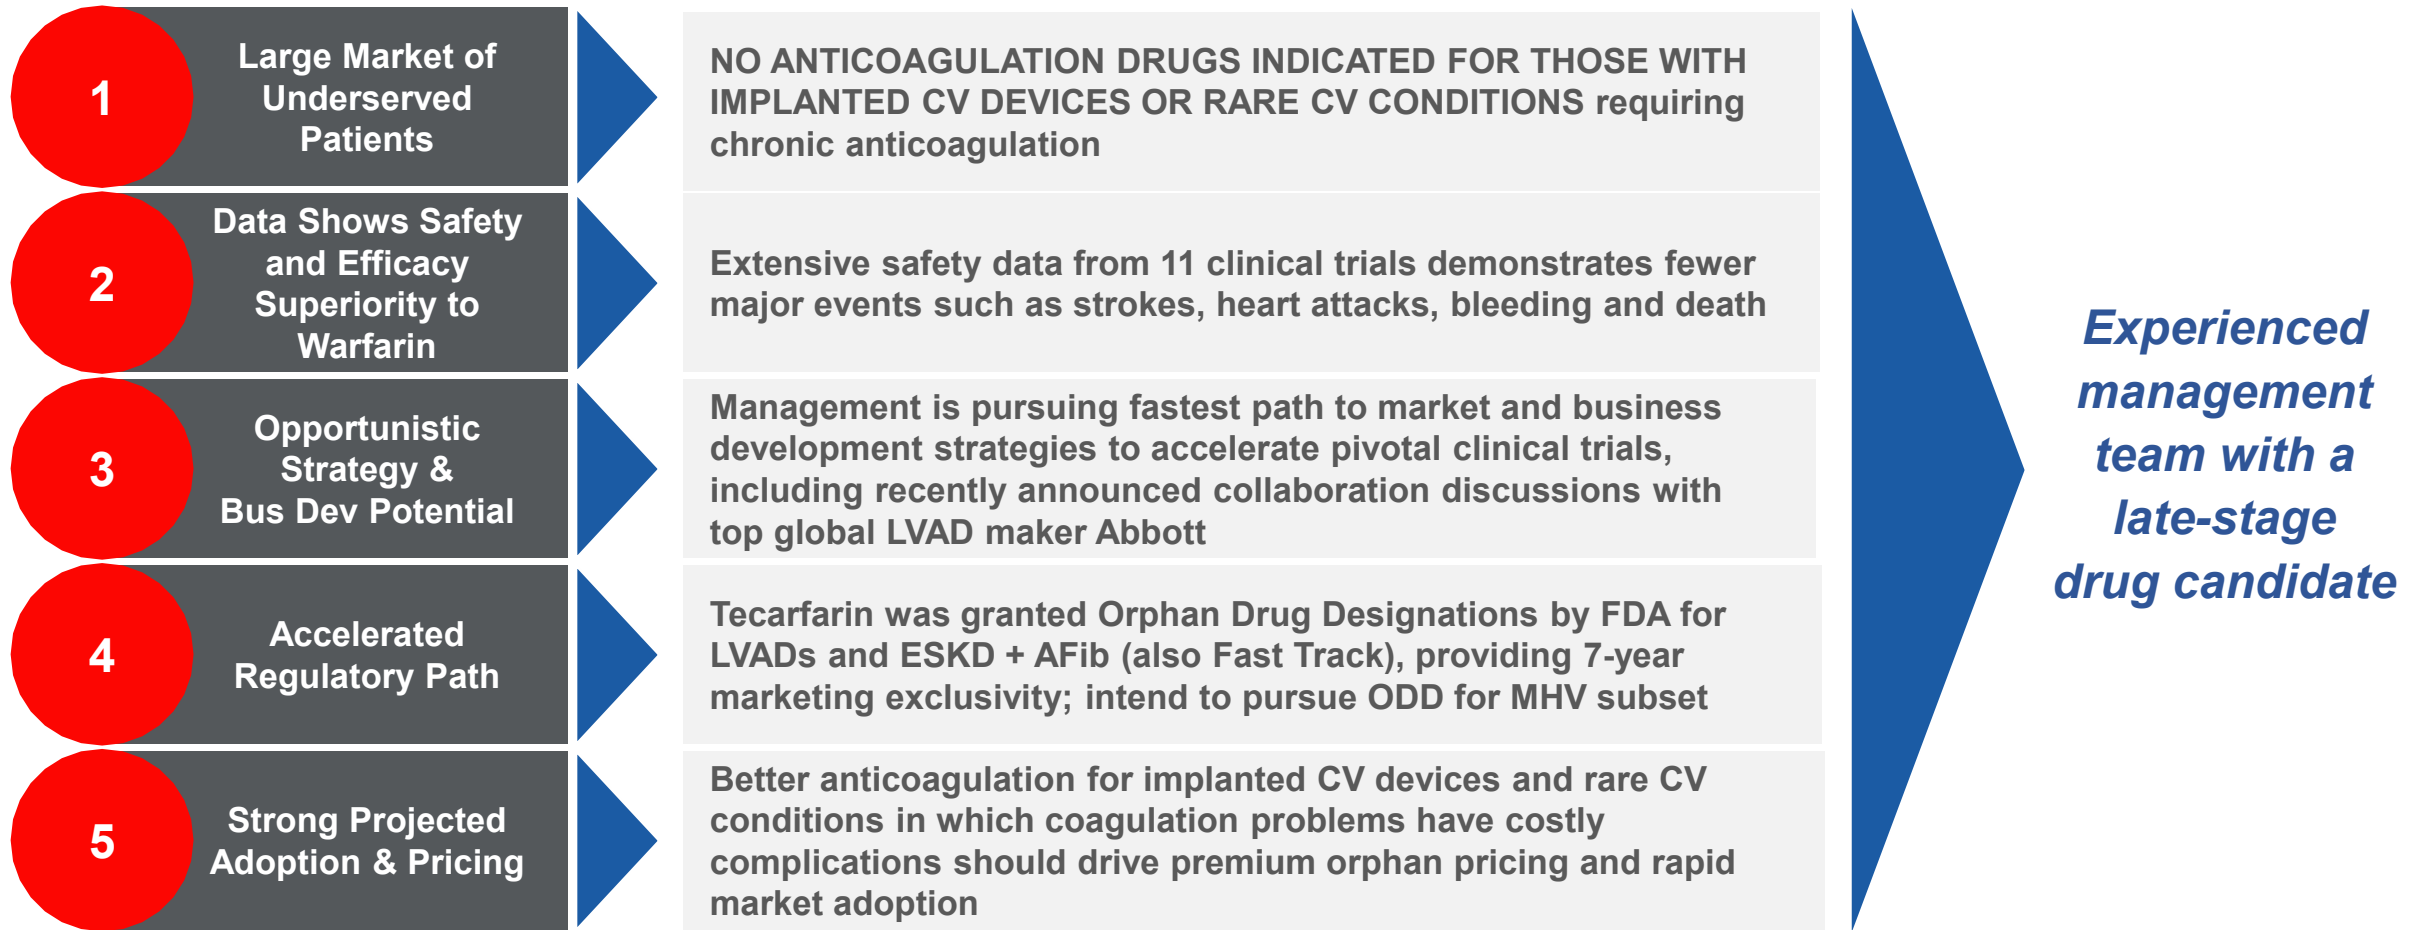 1
Large Market of
Underserved
Patients
NO ANTICOAGULATION DRUGS INDICATED FOR THOSE WITH
IMPLANTED CV DEVICES OR RARE CV CONDITIONS requiring
chronic anticoagulation
2
Data Shows Safety
and Efficacy
Superiority to
Warfarin
Extensive safety data from 11 clinical trials demonstrates fewer
major events such as strokes, heart attacks, bleeding and death
3
Opportunistic
Strategy &
Bus Dev Potential
Management is pursuing fastest path to market and business
development strategies to accelerate pivotal clinical trials,
including recently announced collaboration discussions with
top global LVAD maker Abbott
4
Accelerated
Regulatory Path
Tecarfarin was granted Orphan Drug Designations by FDA for
LVADs and ESKD + AFib (also Fast Track), providing 7-year
marketing exclusivity; intend to pursue ODD for MHV subset
5
Strong Projected
Adoption & Pricing
Better anticoagulation for implanted CV devices and rare CV
conditions in which coagulation problems have costly
complications should drive premium orphan pricing and rapid
market adoption
Experienced
management
team with a
late-stage
drug candidate